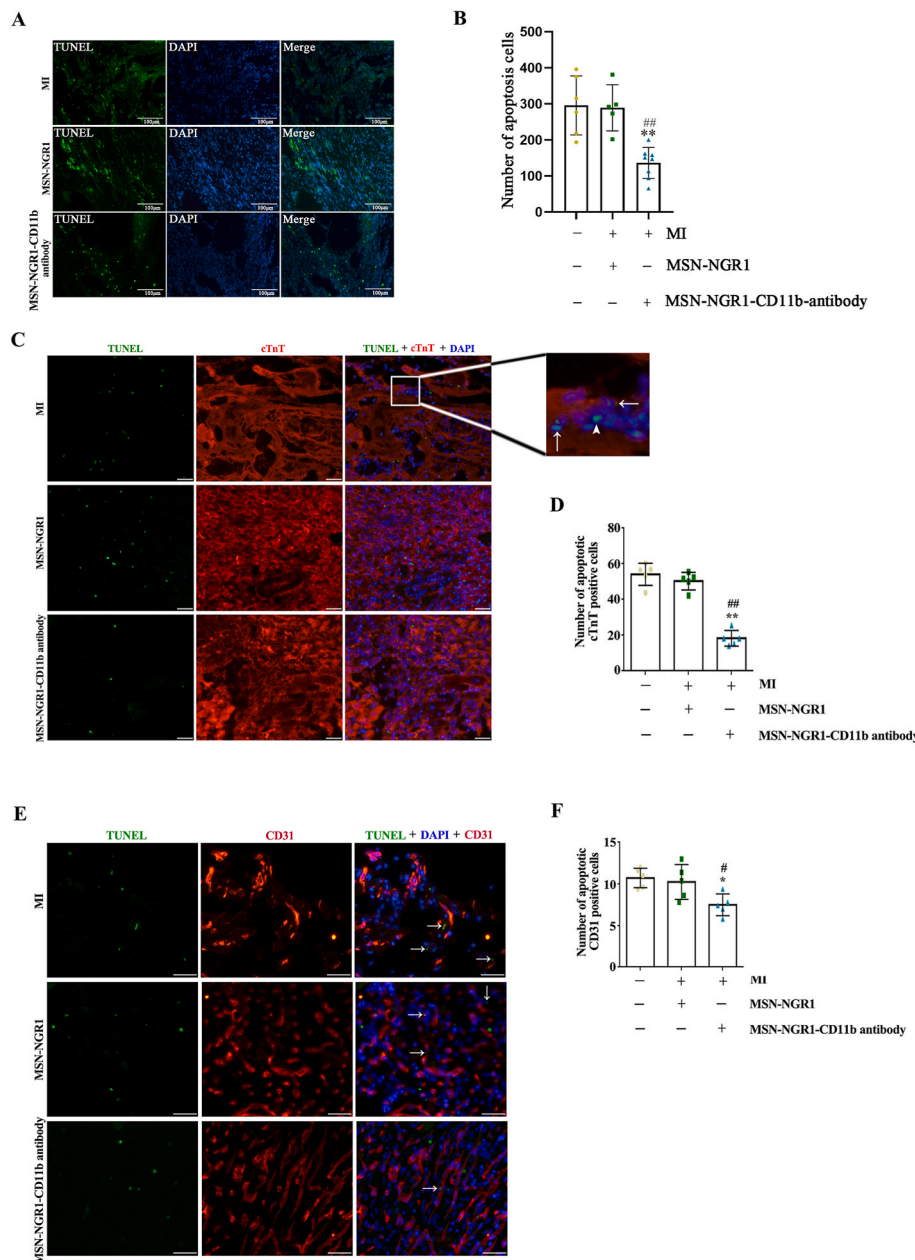 A
TUNEL DAPI Merge
MI
100μm 100μm 100μm
MSN-NGR1
100μm 100μm 100μm
TUNEL DAPI Merge
MSN-NGR1-CD11b
antibody
100μm 100μm 100μm
B
Number of apoptosis cells
500
400
300
200
100
0
##
**
− + + MI
− + − MSN-NGR1
− − + MSN-NGR1-CD11b-antibody
C
TUNEL cTnT TUNEL + cTnT + DAPI
MI
MSN-NGR1
MSN-NGR1-CD11b antibody
D
Number of apoptotic
cTnT positive cells
80
60
40
20
0
##
**
− + + MI
− + − MSN-NGR1
− − + MSN-NGR1-CD11b antibody
E
TUNEL CD31 TUNEL + DAPI + CD31
MI
MSN-NGR1
MSN-NGR1-CD11b antibody
F
Number of apoptotic
CD31 positive cells
15
10
5
0
#
*
− + + MI
− + − MSN-NGR1
− − + MSN-NGR1-CD11b antibody